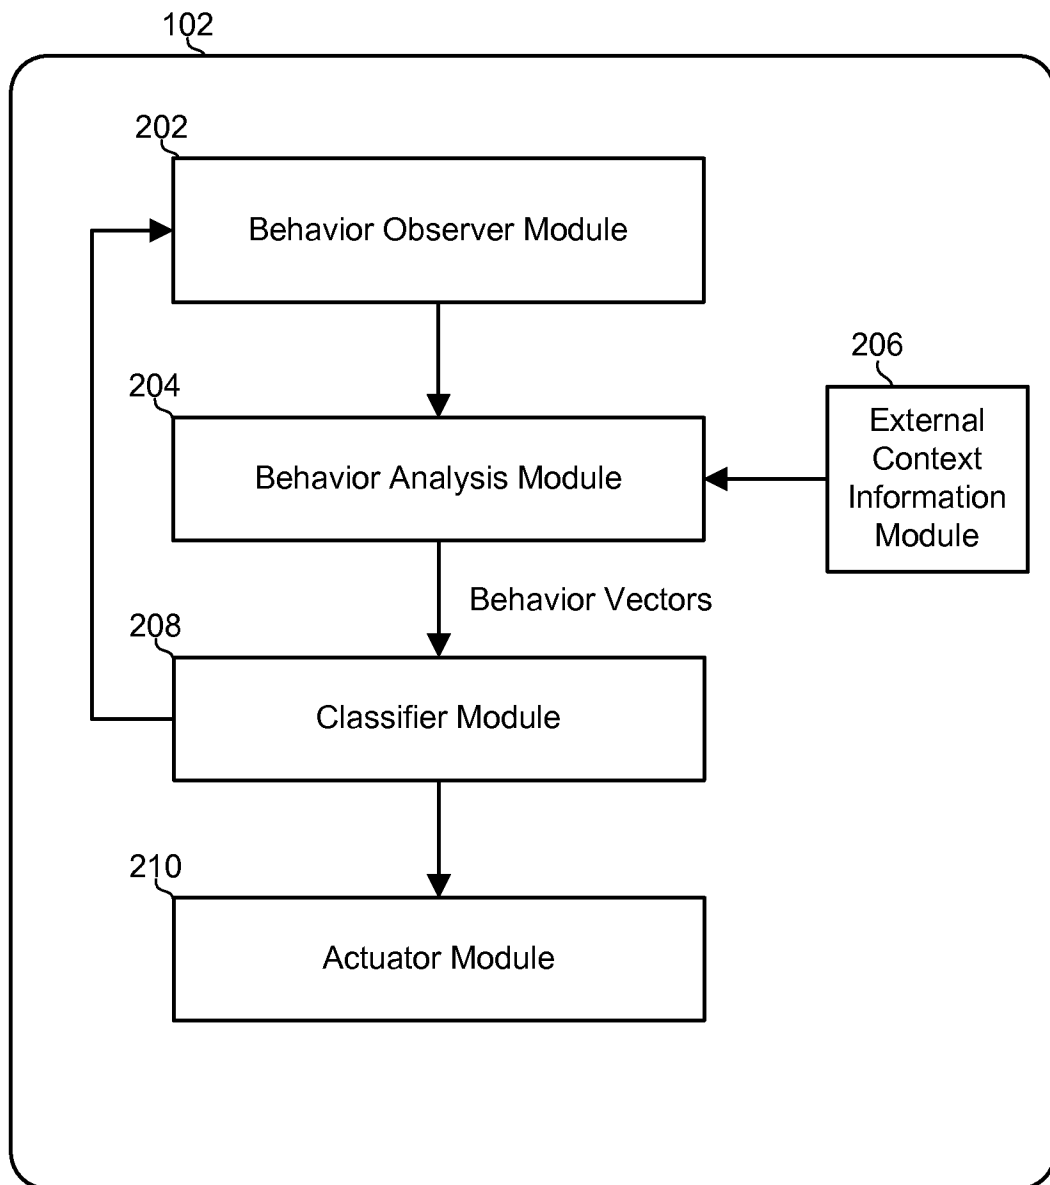 102
202
Behavior Observer Module
206
204
External
Context
Information
Module
Behavior Analysis Module
Behavior Vectors
208
Classifier Module
210
Actuator Module